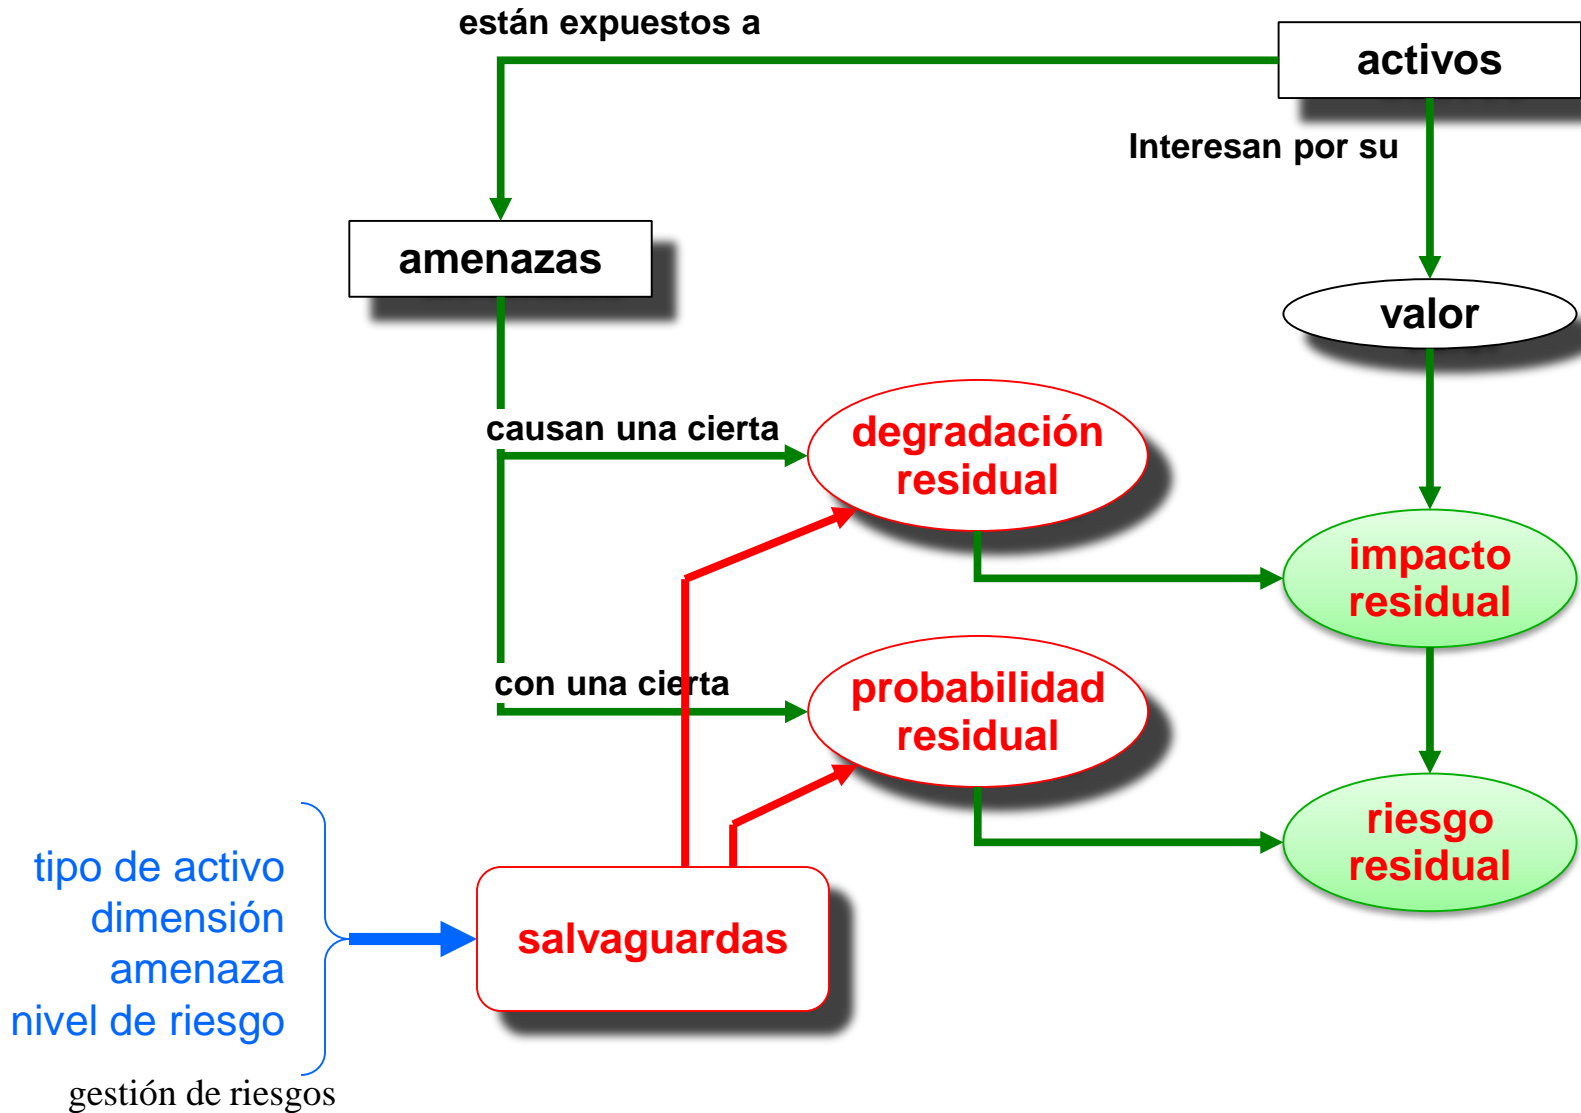 están expuestos a
activos
Interesan por su
amenazas
valor
causan una cierta
degradación
residual
impacto
residual
con una cierta
probabilidad
residual
riesgo
residual
tipo de activo
dimensión
amenaza
nivel de riesgo
salvaguardas
gestión de riesgos